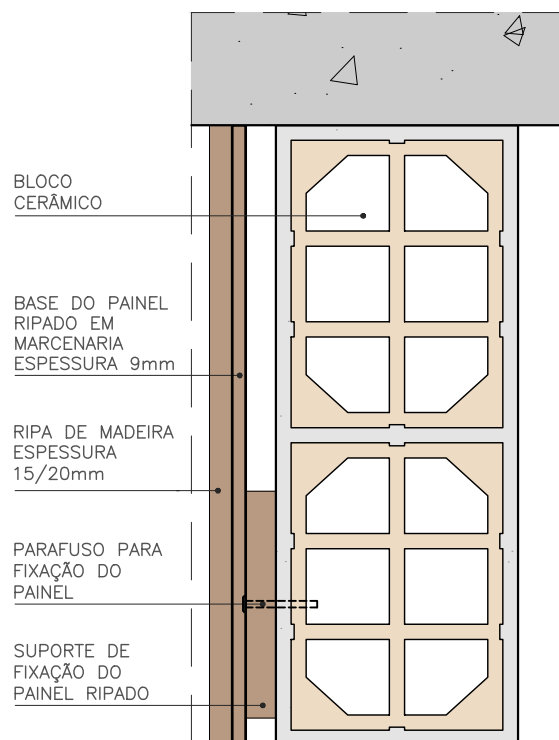 BLOCO
CERÂMICO
BASE DO PAINEL
RIPADO EM
MARCENARIA
ESPESSURA 9mm
RIPA DE MADEIRA
ESPESSURA
15/20mm
PARAFUSO PARA
FIXAÇÃO DO
PAINEL
SUPORTE DE
FIXAÇÃO DO
PAINEL RIPADO